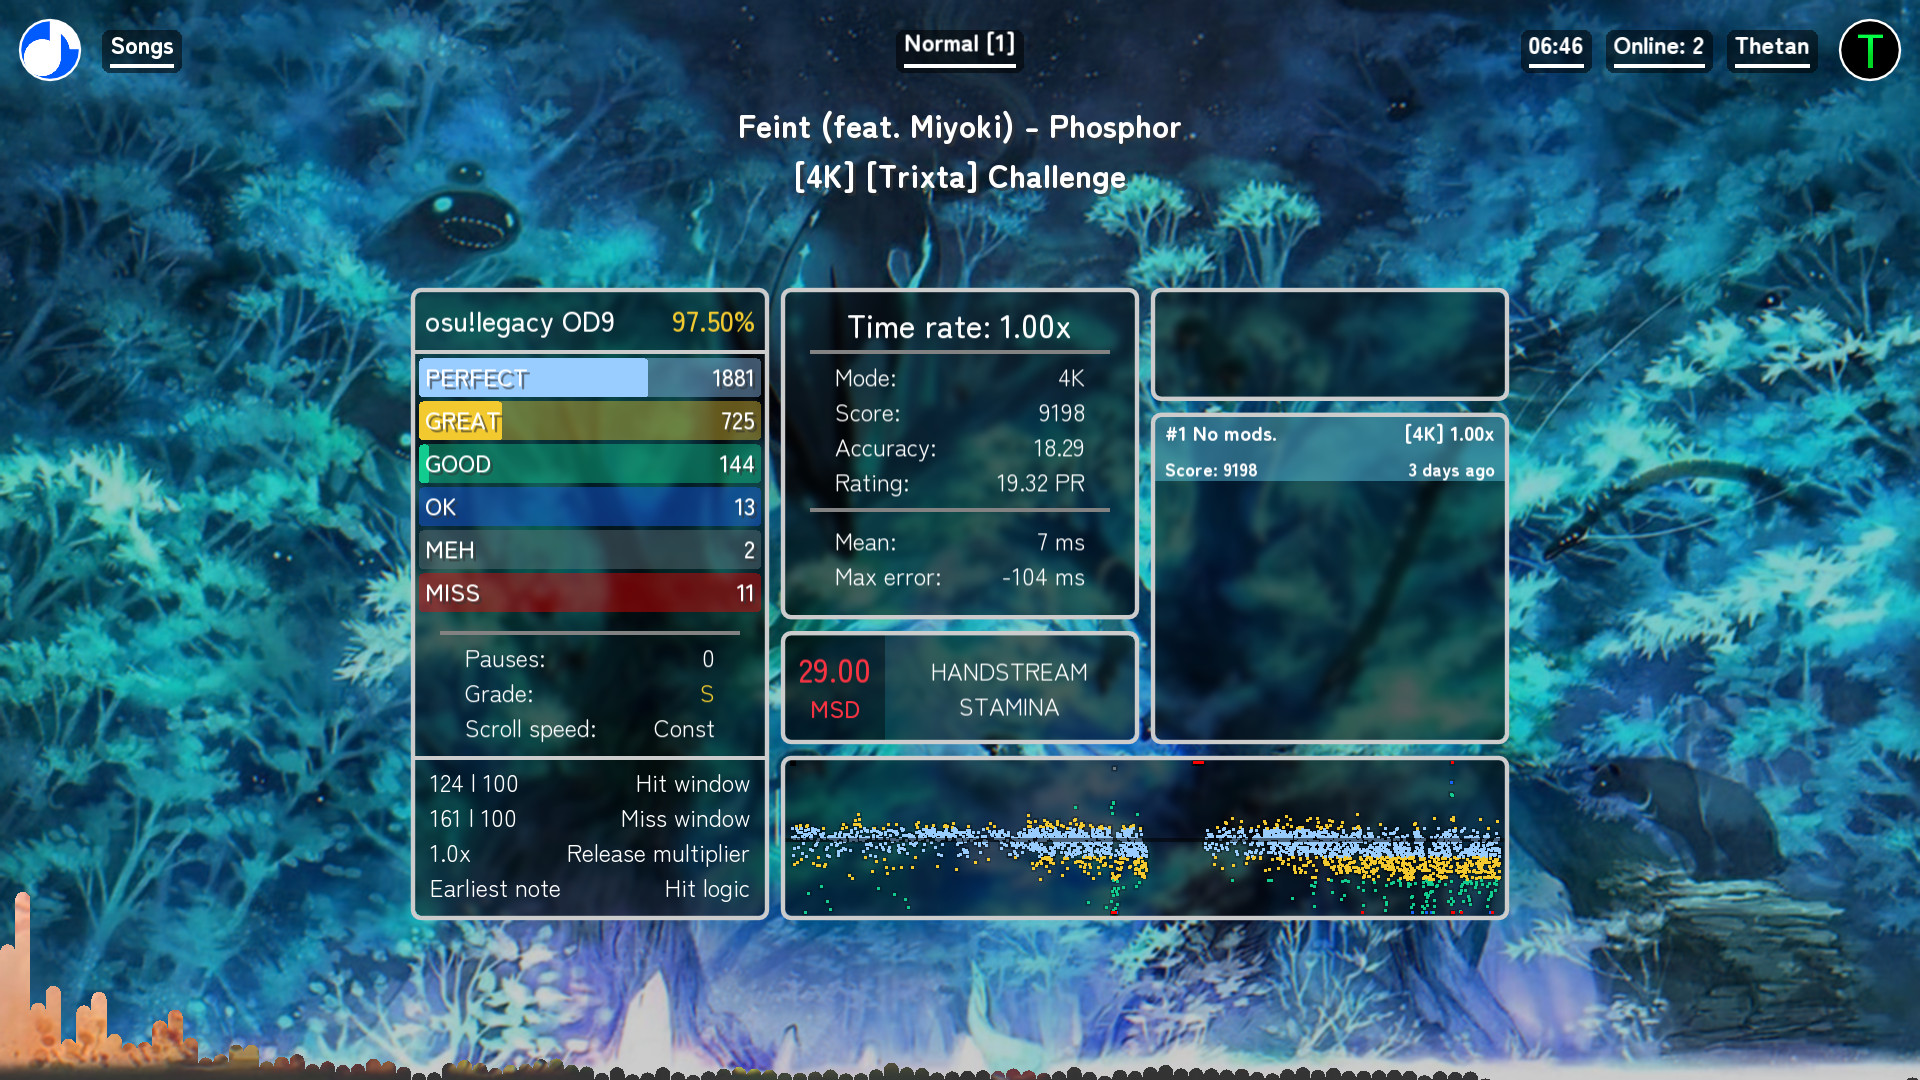 Songs
Normal [1]
06:46
Online: 2
Thetan
T
Feint (feat. Miyoki) - Phosphor
[4K] [Trixta] Challenge
osu!legacy OD9 97.50%
PERFECT 1881
GREAT 725
GOOD 144
OK 13
MEH 2
MISS 11
Pauses: 0
Grade: S
Scroll speed: Const
124 | 100 Hit window
161 | 100 Miss window
1.0x Release multiplier
Earliest note Hit logic
Time rate: 1.00x
Mode: 4K
Score: 9198
Accuracy: 18.29
Rating: 19.32 PR
Mean: 7 ms
Max error: -104 ms
29.00
MSD
HANDSTREAM
STAMINA
#1 No mods. [4K] 1.00x
Score: 9198 3 days ago